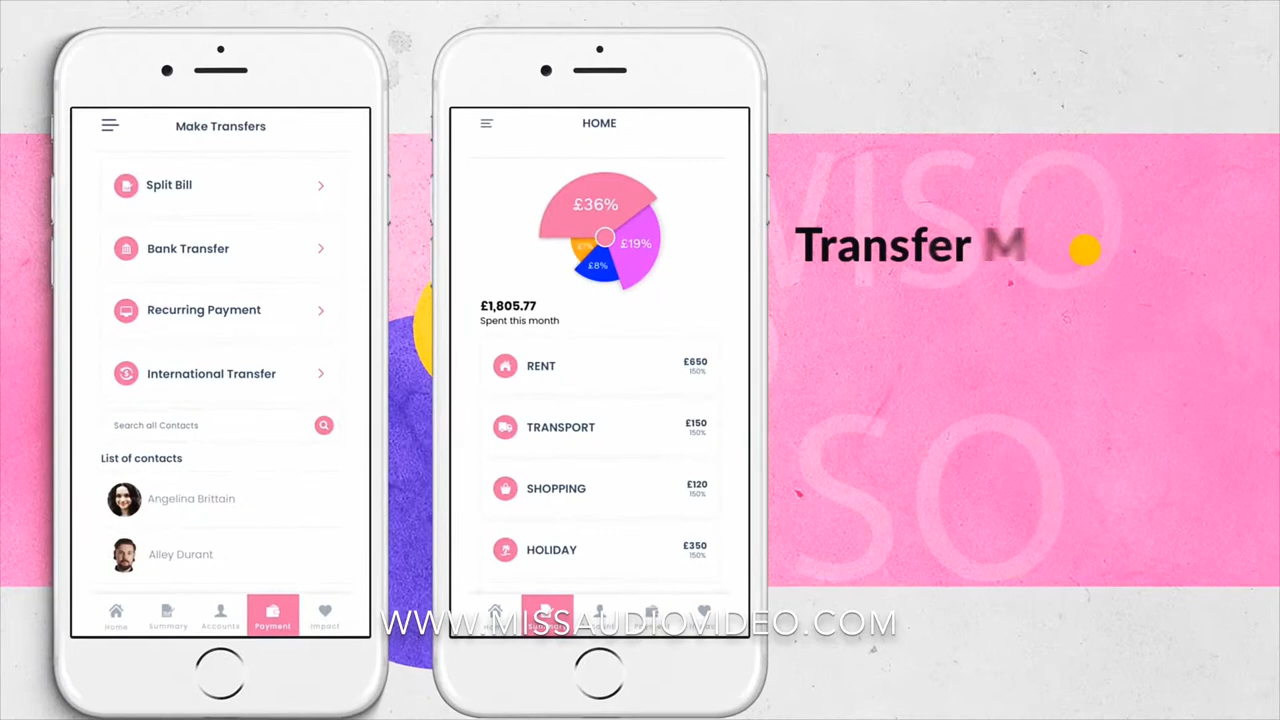 Make Transfers
Split Bill
Bank Transfer
Recurring Payment
International Transfer
Search all Contacts
List of contacts
Angelina Brittain
Alley Durant
Home
Summary
Accounts
Payment
Impact
HOME
£36%
£19%
£8%
£1,805.77
Spent this month
RENT
£650
150%
TRANSPORT
£150
150%
SHOPPING
£120
150%
HOLIDAY
£350
150%
Transfer M
VISO
SO
WWW.MISSAUDIOVIDEO.COM